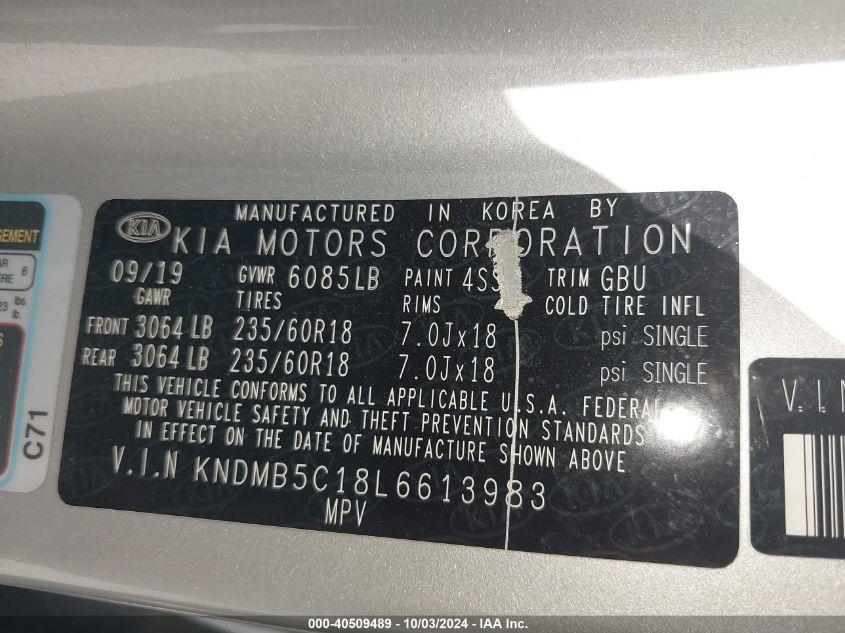 MANUFACTURED IN KOREA BY
KIA KIA MOTORS CORPORATION
09/19 GVWR 6085LB PAINT TRIM GBU
GAWR TIRES RIMS COLD TIRE INFL
FRONT 3064 LB 235/60R18 7.0Jx18 psi SINGLE
REAR 3064 LB 235/60R18 7.0Jx18 psi SINGLE
THIS VEHICLE CONFORMS TO ALL APPLICABLE U.S.A. FEDERAL
MOTOR VEHICLE SAFETY AND THEFT PREVENTION STANDARDS
IN EFFECT ON THE DATE OF MANUFACTURE SHOWN ABOVE
V.I.N KNDMB5C18L6613983
MPV
C71
lbs.
lb.
V.I.N
000-40509489 - 10/03/2024 - IAA Inc.